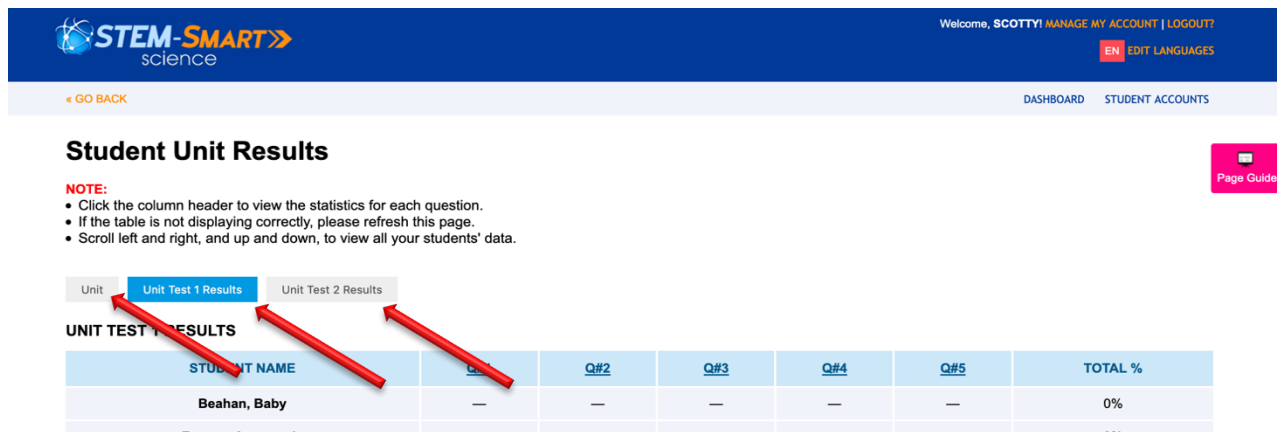 STEM-SMART»
science
Welcome, SCOTTY! MANAGE MY ACCOUNT | LOGOUT?
EN EDIT LANGUAGES
« GO BACK
DASHBOARD STUDENT ACCOUNTS
Student Unit Results
Page Guide
NOTE:
• Click the column header to view the statistics for each question.
• If the table is not displaying correctly, please refresh this page.
• Scroll left and right, and up and down, to view all your students' data.
Unit Unit Test 1 Results Unit Test 2 Results
UNIT TEST 1 RESULTS
STUDENT NAME Q#2 Q#3 Q#4 Q#5 TOTAL %
Beahan, Baby — — — — — 0%